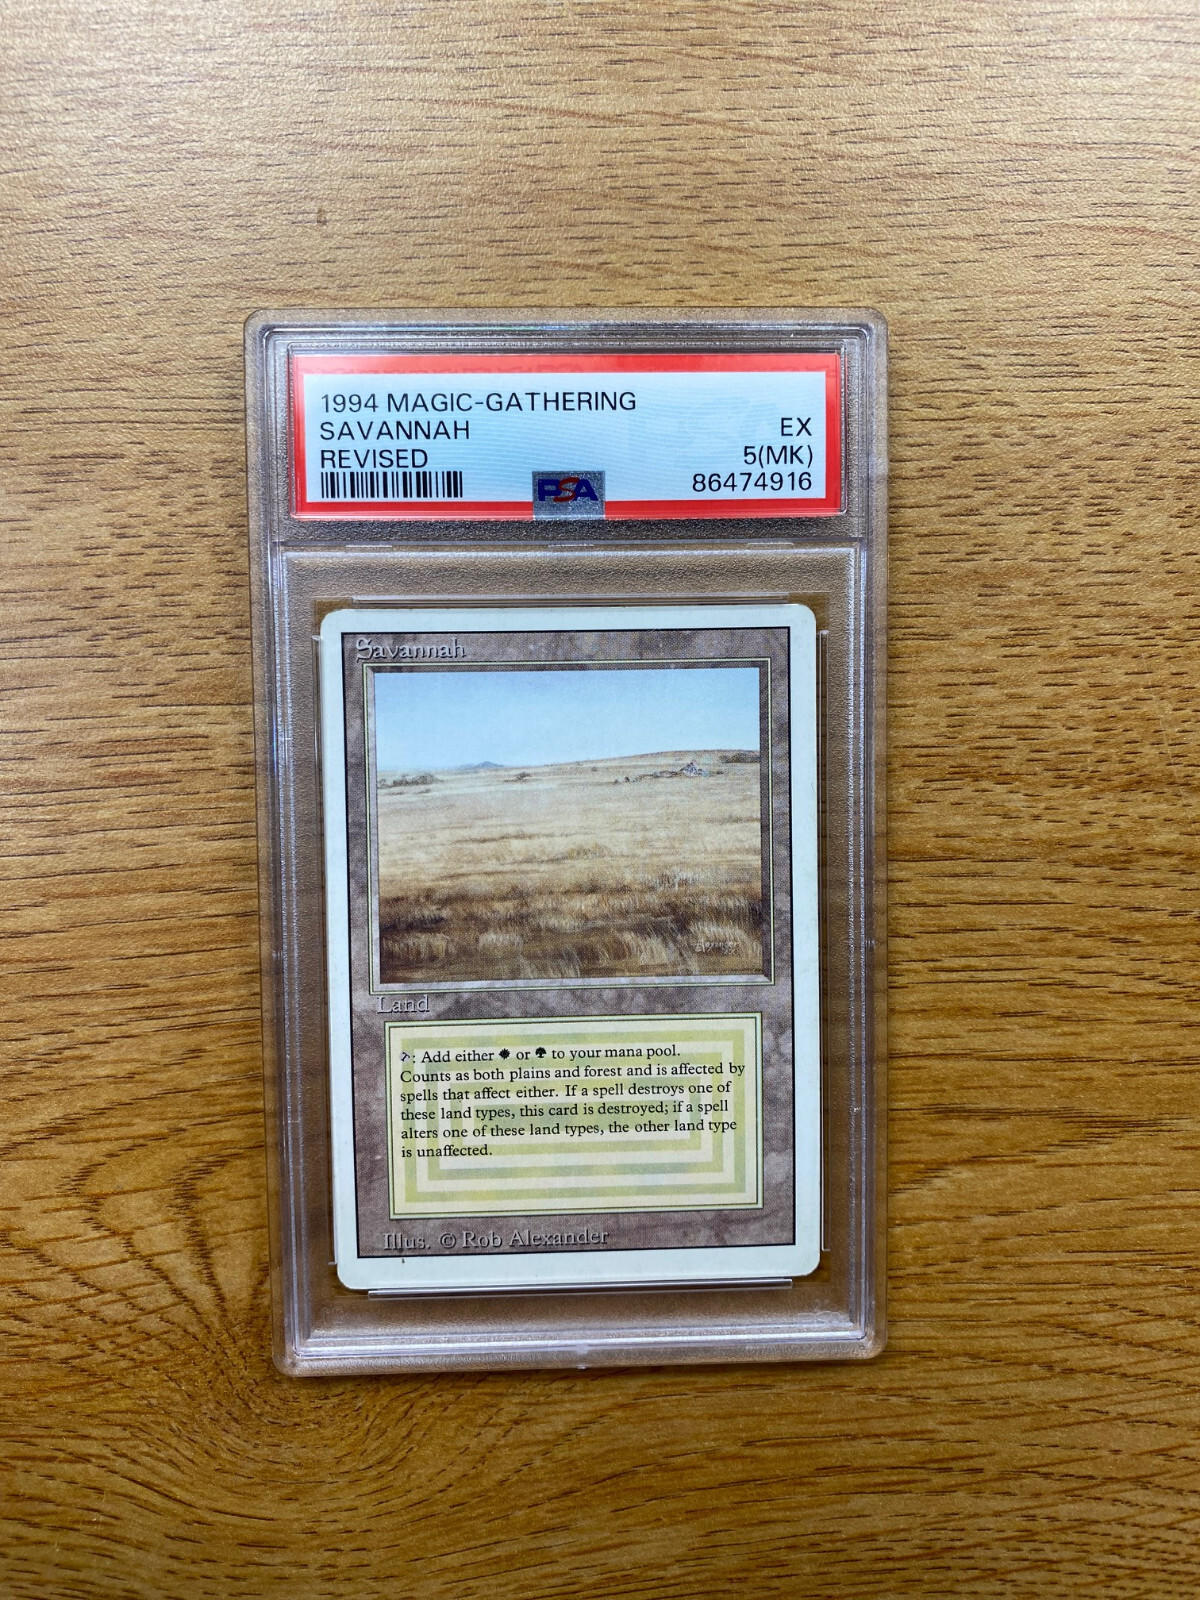 1994 MAGIC-GATHERING
SAVANNAH
EX
REVISED
5(MK)
PSA
86474916
Savannah
Land
: Add either or to your mana pool.
Counts as both plains and forest and is affected by
spells that affect either. If a spell destroys one of
these land types, this card is destroyed; if a spell
alters one of these land types, the other land type
is unaffected.
Illus. © Rob Alexander